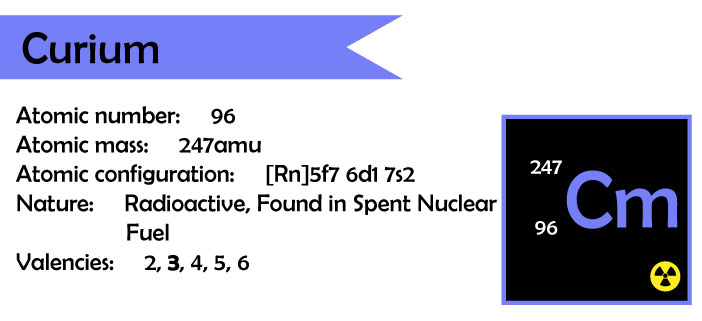 Curium
Atomic number: 96
Atomic mass: 247amu
Atomic configuration: [Rn]5f7 6d1 7s2
Nature: Radioactive, Found in Spent Nuclear
Fuel
Valencies: 2, 3, 4, 5, 6
247
Cm
96